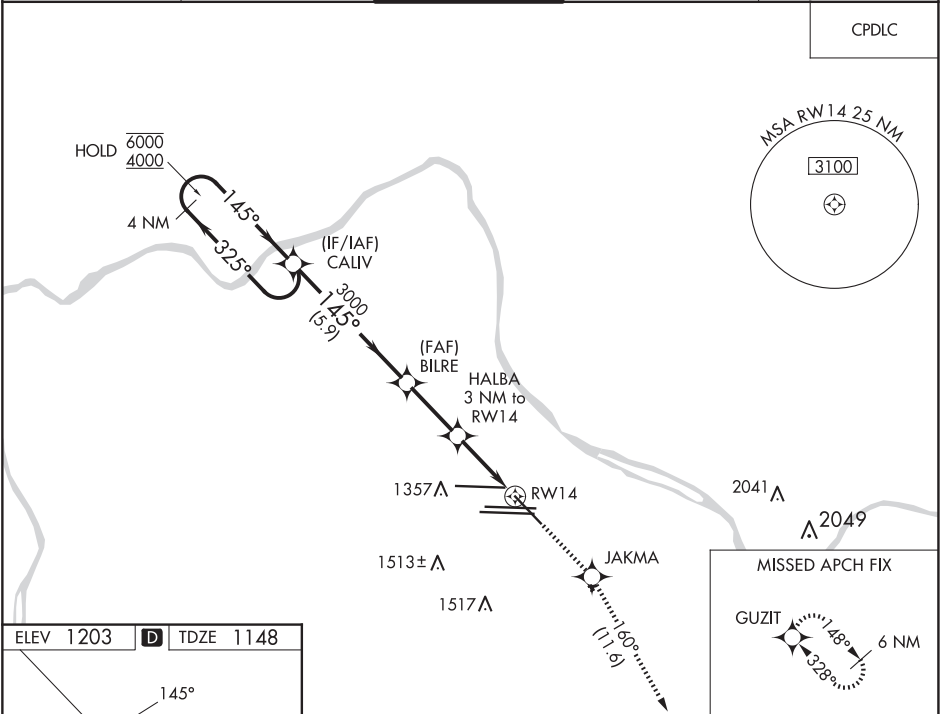 CPDLC
MSA RW14 25 NM
3100
HOLD 6000
4000
4 NM
145°
325°
(IF/IAF)
CALIV
3000
145°
(5.9)
(FAF)
BILRE
HALBA
3 NM to
RW14
1357
RW14
2041
2049
1513±
JAKMA
1517
160°
(11.6)
MISSED APCH FIX
GUZIT
148°
328°
6 NM
ELEV 1203 D TDZE 1148
145°